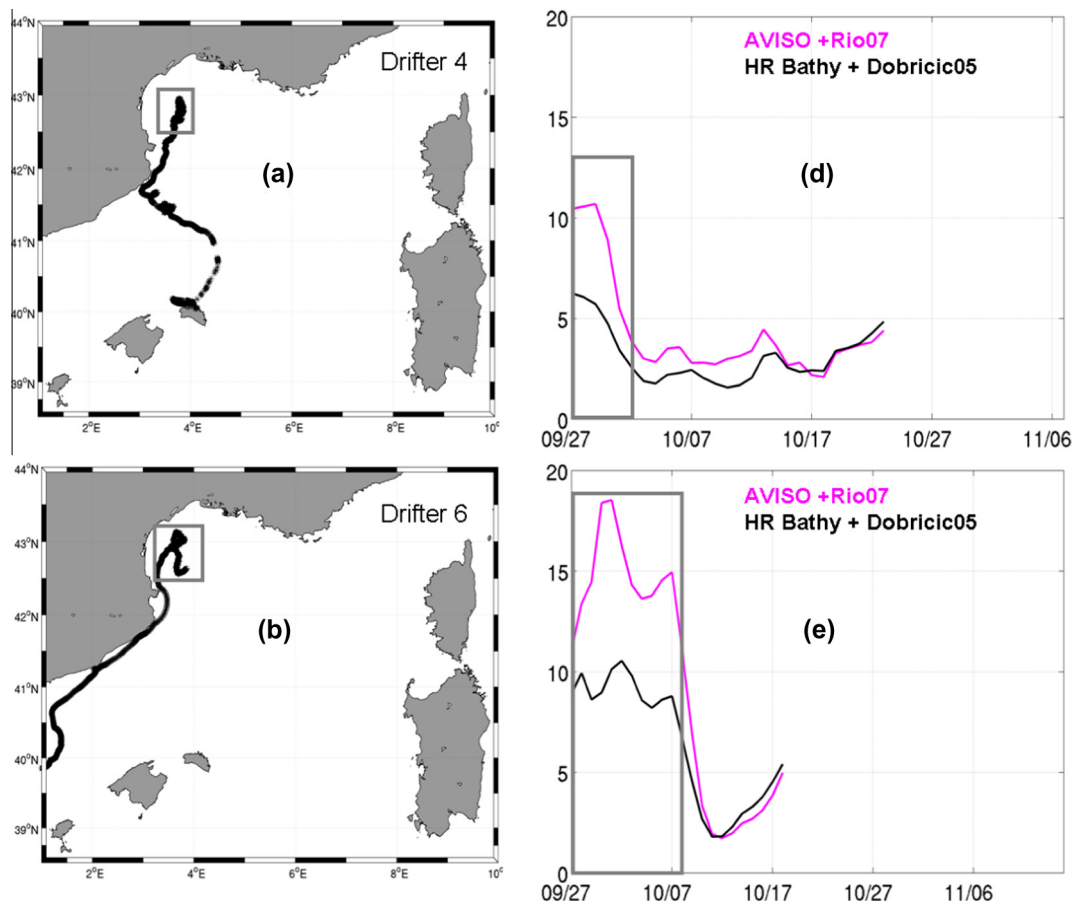 44°N
43°N
42°N
41°N
40°N
39°N
2°E
4°E
6°E
8°E
10°
Drifter 4
(a)
20
15
10
5
0
09/27
10/07
10/17
10/27
11/06
AVISO +Rio07
HR Bathy + Dobricic05
(d)
44°N
43°N
42°N
41°N
40°N
39°N
2°E
4°E
6°E
8°E
10°
Drifter 6
(b)
20
15
10
5
0
09/27
10/07
10/17
10/27
11/06
AVISO +Rio07
HR Bathy + Dobricic05
(e)